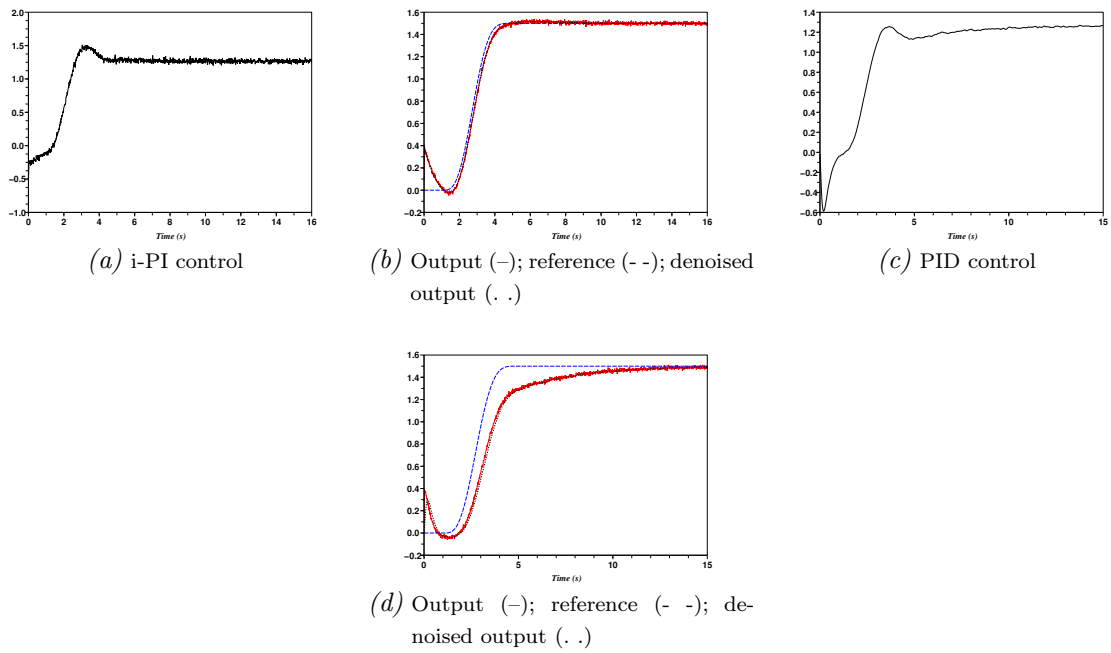 2.0
1.5
1.0
0.5
0.0
−0.5
−1.0
0 2 4 6 8 10 12 14 16
Time (s)
(a) i-PI control
1.6
1.4
1.2
1.0
0.8
0.6
0.4
0.2
0.0
−0.2
0 2 4 6 8 10 12 14 16
Time (s)
(b) Output (–); reference (- -); denoised
output (. .)
1.4
1.2
1.0
0.8
0.6
0.4
0.2
0.0
−0.2
−0.4
−0.6
0 5 10 15
Time (s)
(c) PID control
1.6
1.4
1.2
1.0
0.8
0.6
0.4
0.2
0.0
−0.2
0 5 10 15
Time (s)
(d) Output (–); reference (- -); de-
noised output (. .)